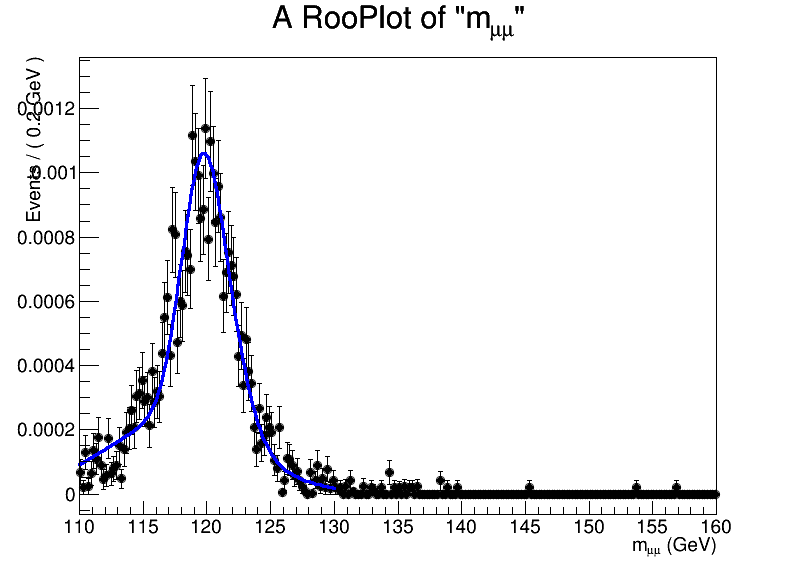 A RooPlot of "mμμ"
Events / ( 0.2 GeV )
0.0012
0.001
0.0008
0.0006
0.0004
0.0002
0
110 115 120 125 130 135 140 145 150 155 160
mμμ (GeV)